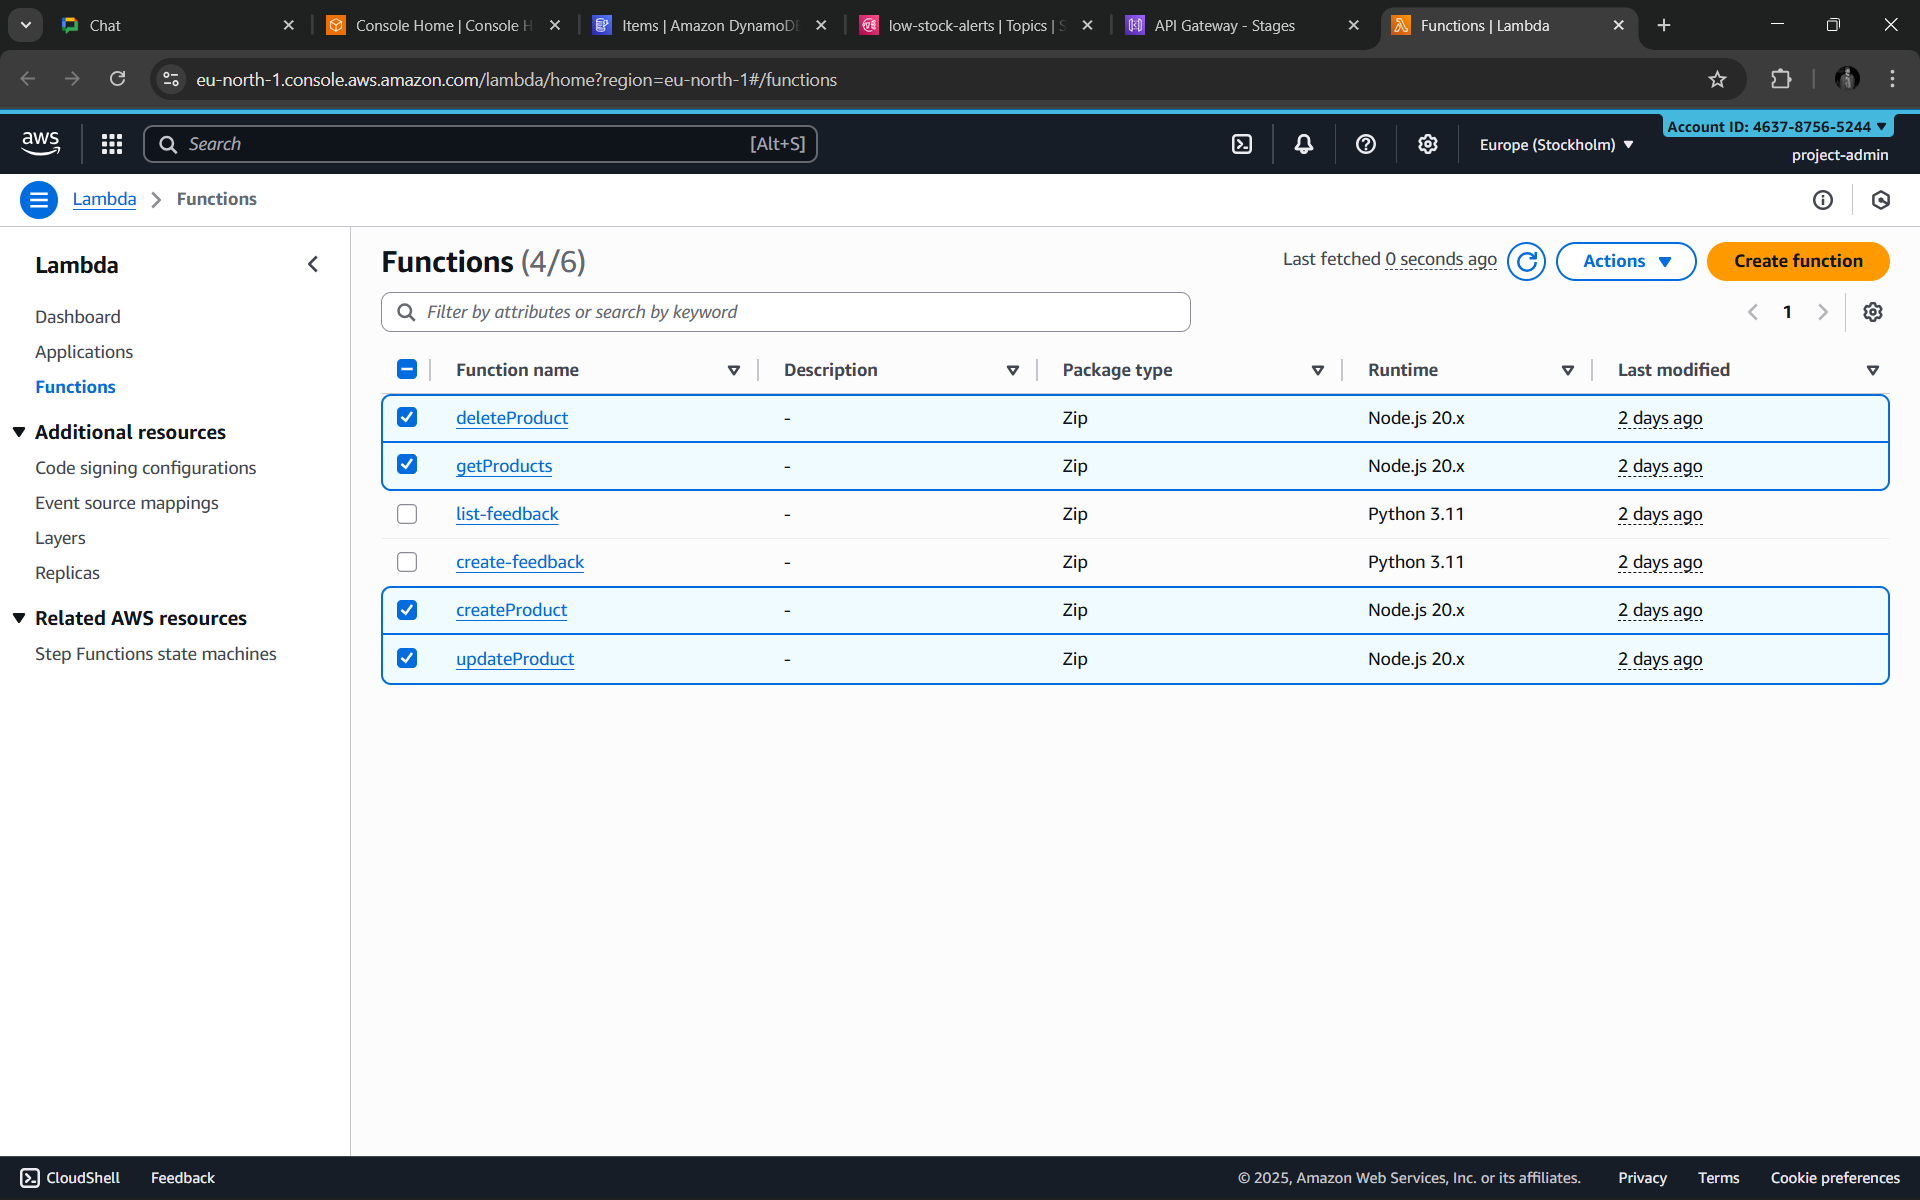 Chat
Console Home | Console H
Items | Amazon DynamoDB
low-stock-alerts | Topics | S
API Gateway - Stages
Functions | Lambda
eu-north-1.console.aws.amazon.com/lambda/home?region=eu-north-1#/functions
aws
Search
[Alt+S]
Europe (Stockholm)
Account ID: 4637-8756-5244
project-admin
Lambda
Functions
Lambda
Dashboard
Applications
Functions
Additional resources
Code signing configurations
Event source mappings
Layers
Replicas
Related AWS resources
Step Functions state machines
Functions (4/6)
Last fetched 0 seconds ago
Actions
Create function
Filter by attributes or search by keyword
1
Function name Description Package type Runtime Last modified
deleteProduct - Zip Node.js 20.x 2 days ago
getProducts - Zip Node.js 20.x 2 days ago
list-feedback - Zip Python 3.11 2 days ago
create-feedback - Zip Python 3.11 2 days ago
createProduct - Zip Node.js 20.x 2 days ago
updateProduct - Zip Node.js 20.x 2 days ago
CloudShell
Feedback
© 2025, Amazon Web Services, Inc. or its affiliates.
Privacy
Terms
Cookie preferences